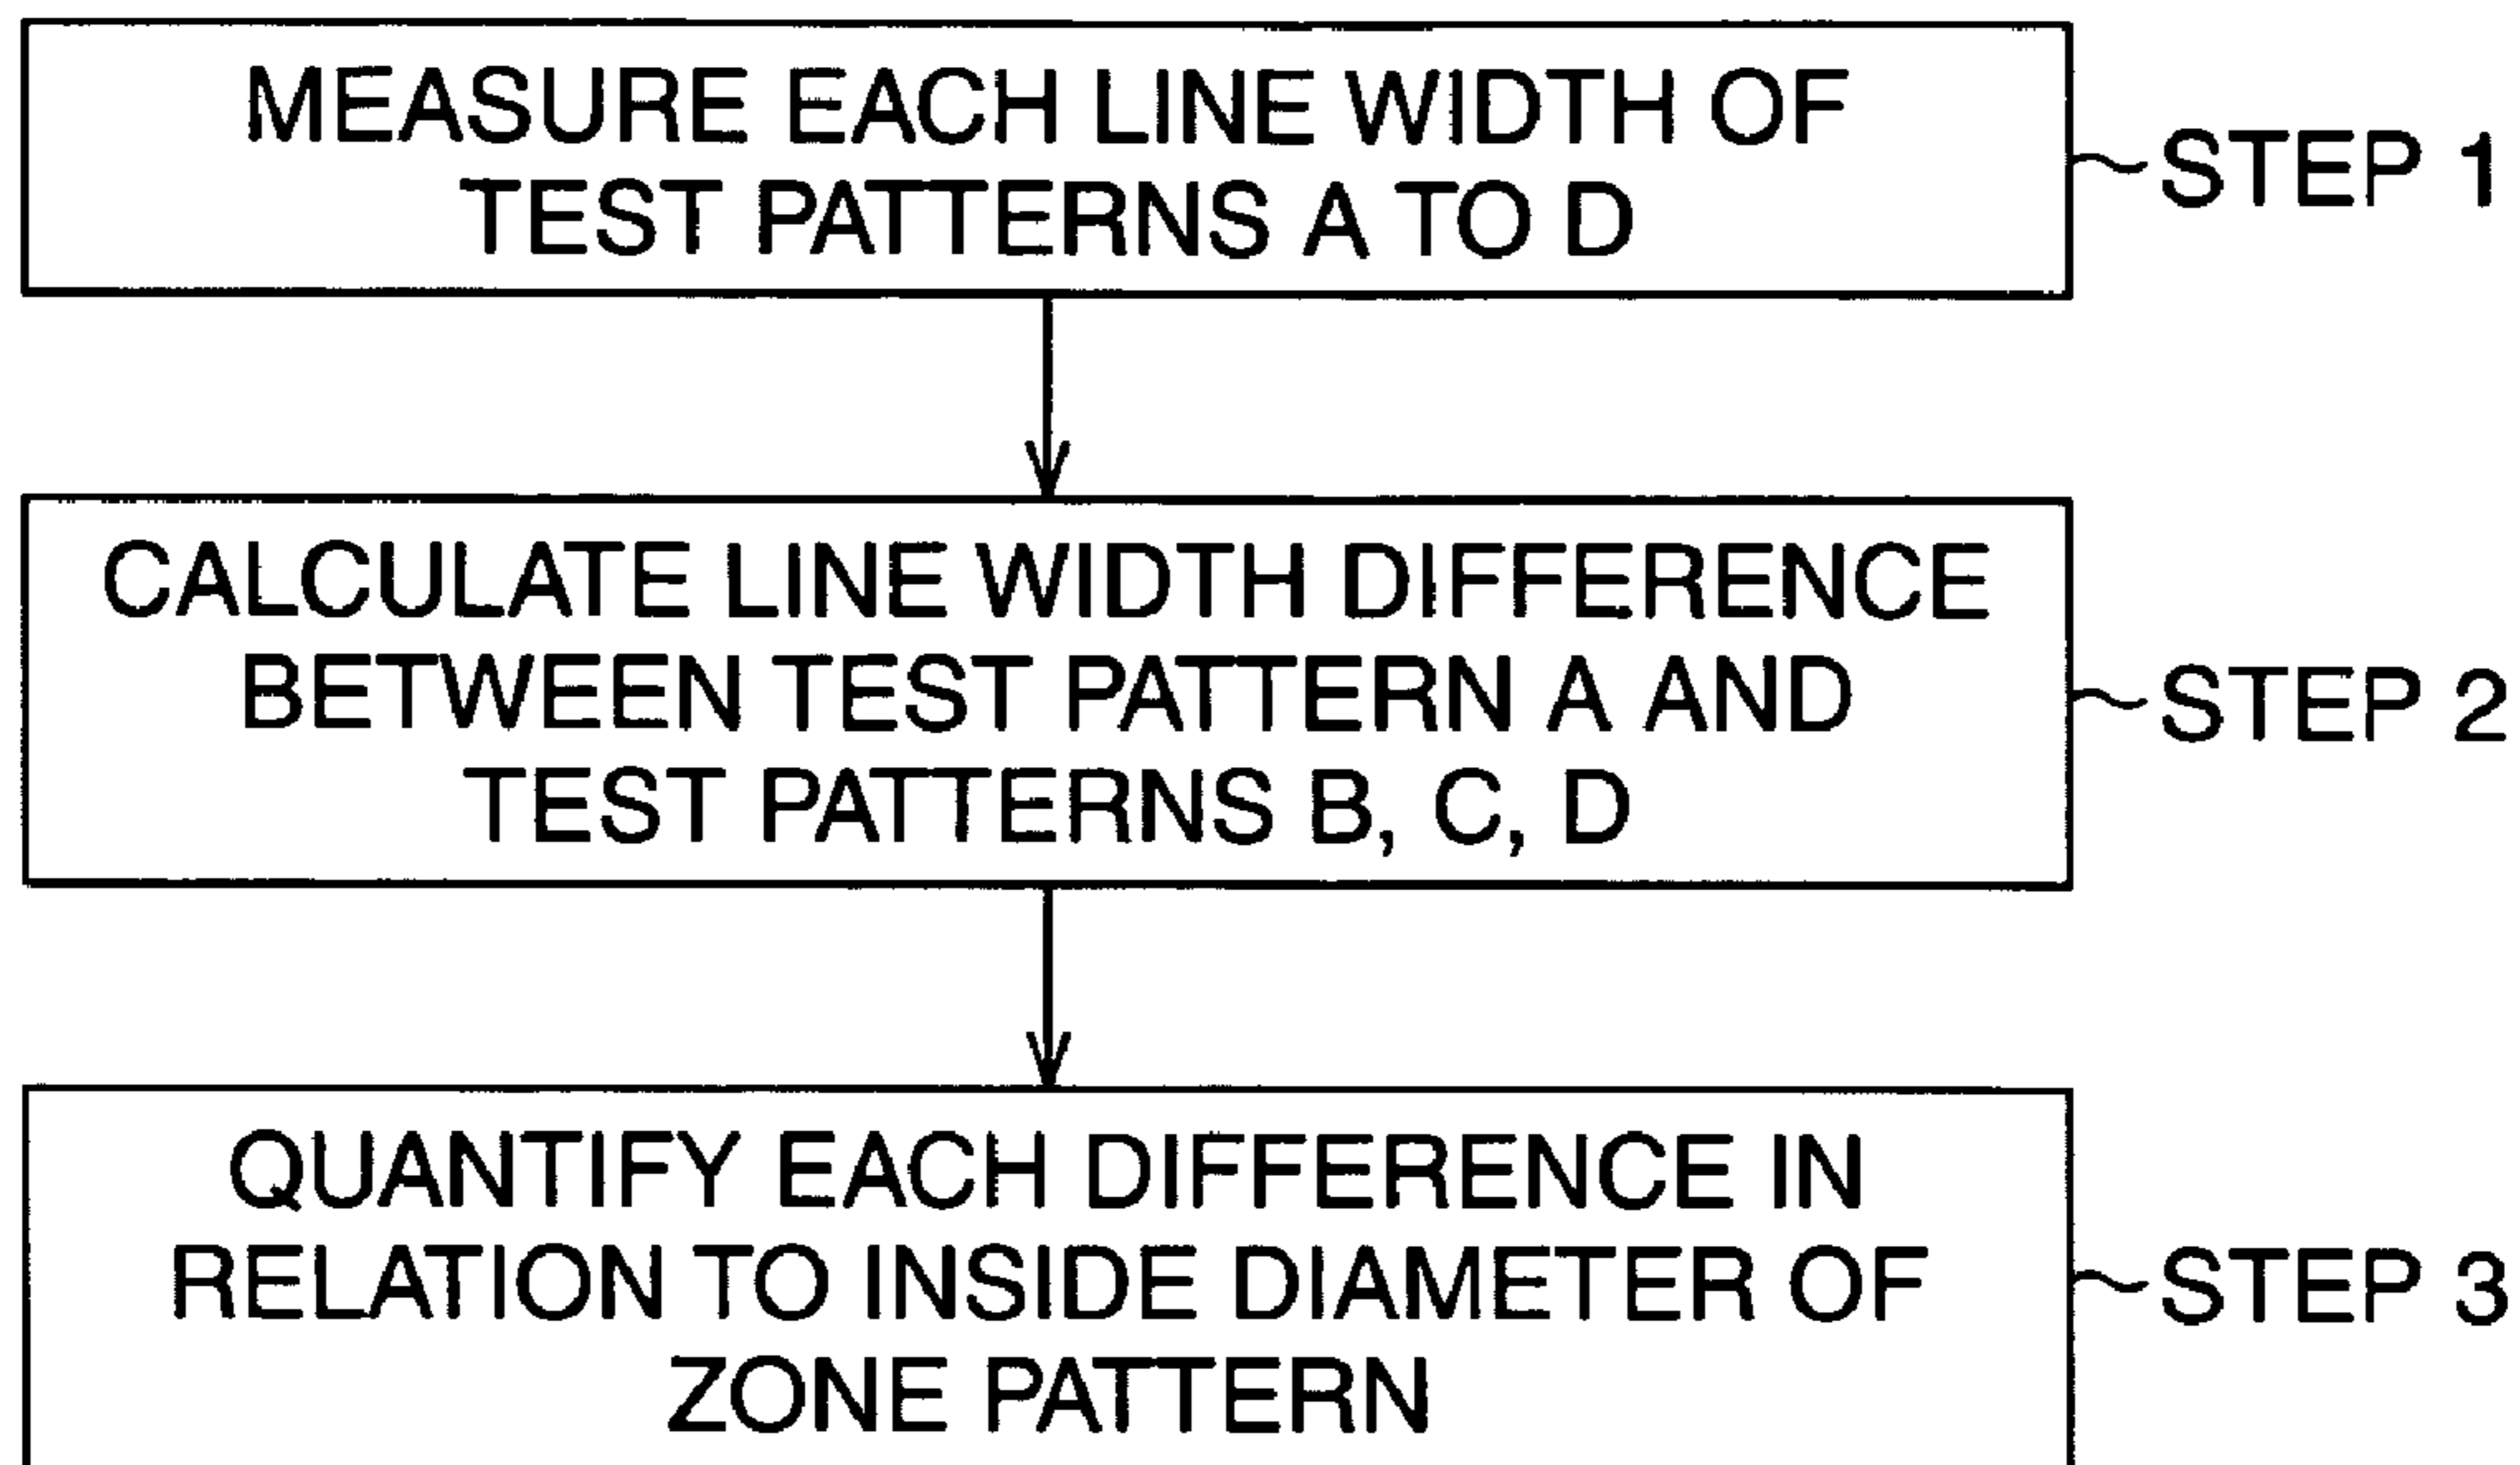 MEASURE EACH LINE WIDTH OF
TEST PATTERNS A TO D
STEP 1
CALCULATE LINE WIDTH DIFFERENCE
BETWEEN TEST PATTERN A AND
TEST PATTERNS B, C, D
STEP 2
QUANTIFY EACH DIFFERENCE IN
RELATION TO INSIDE DIAMETER OF
ZONE PATTERN
STEP 3